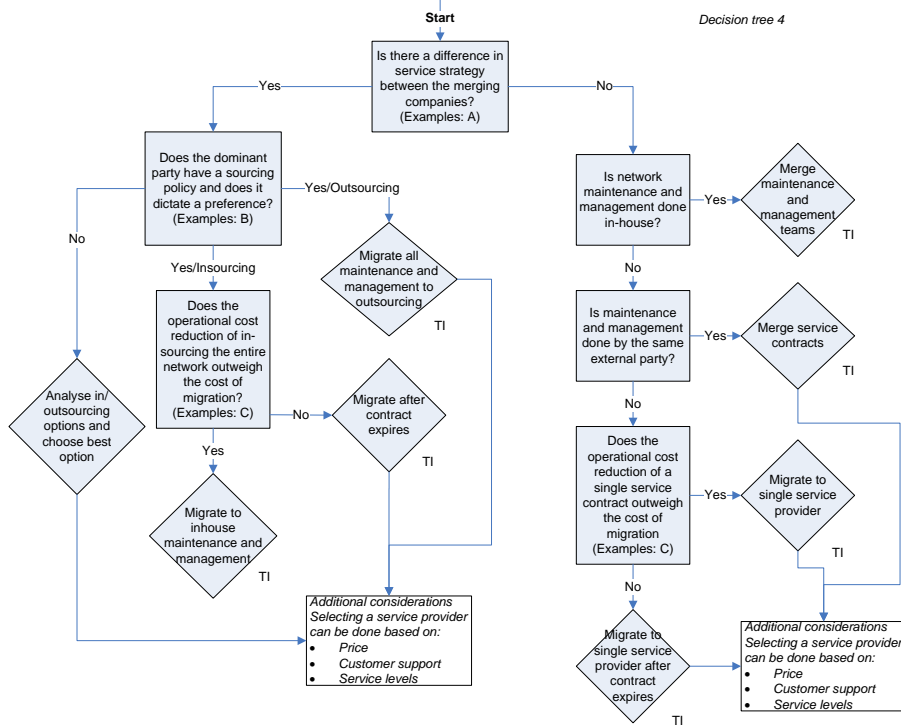 Start
Decision tree 4
Is there a difference in
service strategy
between the merging
companies?
(Examples: A)
Yes
No
Does the dominant
party have a sourcing
policy and does it
dictate a preference?
(Examples: B)
Yes/Outsourcing
No
Yes/Insourcing
Migrate all
maintenance and
management to
outsourcing
TI
Does the
operational cost
reduction of in-
sourcing the entire
network outweigh
the cost of
migration?
(Examples: C)
No
Migrate after
contract
expires
TI
Analyse in/
outsourcing
options and
choose best
option
Yes
Migrate to
inhouse
maintenance and
management
TI
Additional considerations
Selecting a service provider
can be done based on:
• Price
• Customer support
• Service levels
Is network
maintenance and
management done
in-house?
Yes
Merge
maintenance
and
management
teams
TI
No
Is maintenance
and management
done by the same
external party?
Yes
Merge service
contracts
TI
No
Does the
operational cost
reduction of a
single service
contract outweigh
the cost of
migration
(Examples: C)
Yes
Migrate to
single service
provider
TI
No
Migrate to
single service
provider after
contract
expires
TI
Additional considerations
Selecting a service provider
can be done based on:
• Price
• Customer support
• Service levels